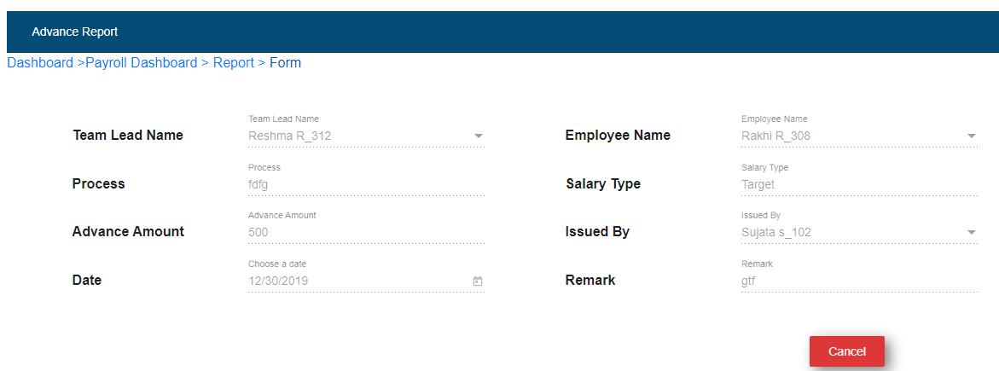 Advance Report
Dashboard >Payroll Dashboard > Report > Form
Team Lead Name
Team Lead Name
Reshma R_312
Employee Name
Employee Name
Rakhi R_308
Process
Process
fdfg
Salary Type
Salary Type
Target
Advance Amount
Advance Amount
500
Issued By
Issued By
Sujata s_102
Date
Choose a date
12/30/2019
Remark
Remark
gtf
Cancel